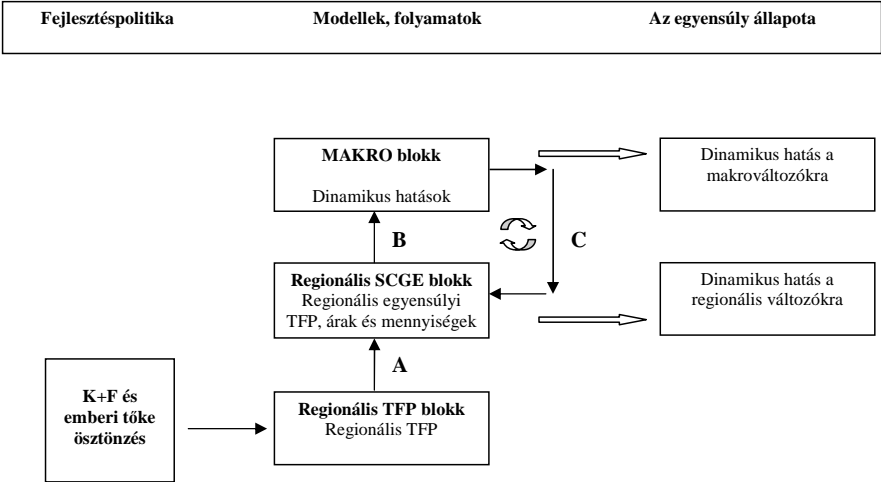 Fejlesztéspolitika Modellek, folyamatok Az egyensúly állapota
MAKRO blokk
Dinamikus hatások
Dinamikus hatás a
makrováltozókra
B
C
Regionális SCGE blokk
Regionális egyensúlyi
TFP, árak és mennyiségek
Dinamikus hatás a
regionális változókra
A
K+F és
emberi tőke
ösztönzés
Regionális TFP blokk
Regionális TFP